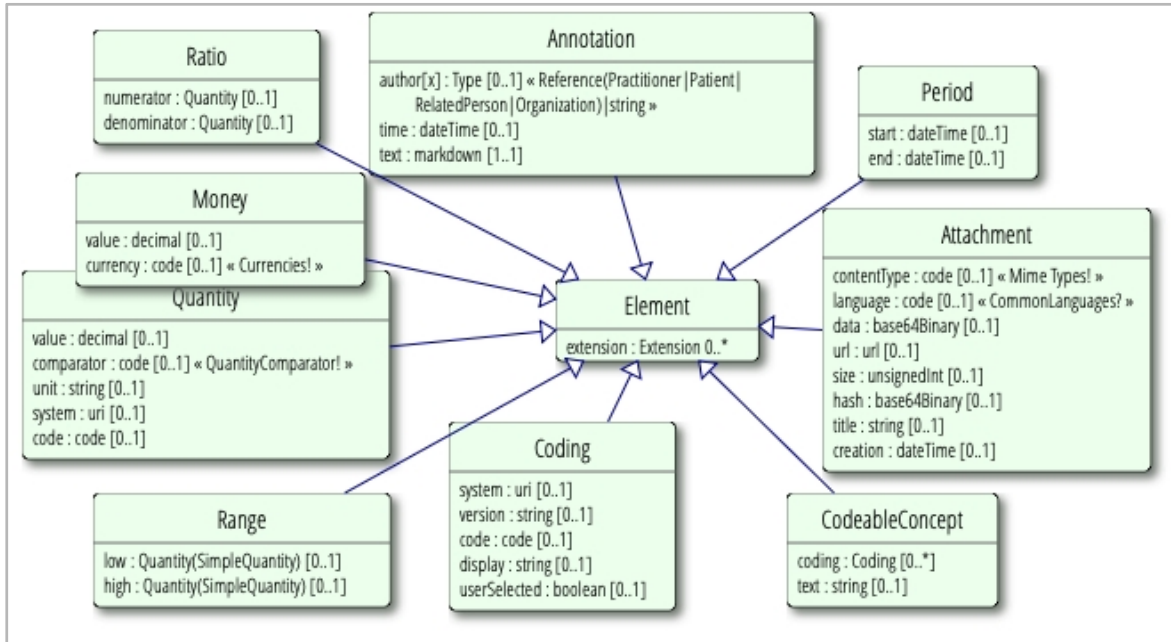 Ratio
numerator : Quantity [0..1]
denominator : Quantity [0..1]
Annotation
author[x] : Type [0..1] « Reference(Practitioner|Patient|
RelatedPerson|Organization)|string »
time : dateTime [0..1]
text : markdown [1..1]
Period
start : dateTime [0..1]
end : dateTime [0..1]
Money
value : decimal [0..1]
currency : code [0..1] « Currencies! »
Attachment
contentType : code [0..1] « Mime Types! »
language : code [0..1] « CommonLanguages? »
data : base64Binary [0..1]
url : url [0..1]
size : unsignedInt [0..1]
hash : base64Binary [0..1]
title : string [0..1]
creation : dateTime [0..1]
Quantity
value : decimal [0..1]
comparator : code [0..1] « QuantityComparator! »
unit : string [0..1]
system : uri [0..1]
code : code [0..1]
Element
extension : Extension 0..*
Range
low : Quantity(SimpleQuantity) [0..1]
high : Quantity(SimpleQuantity) [0..1]
Coding
system : uri [0..1]
version : string [0..1]
code : code [0..1]
display : string [0..1]
userSelected : boolean [0..1]
CodeableConcept
coding : Coding [0..*]
text : string [0..1]